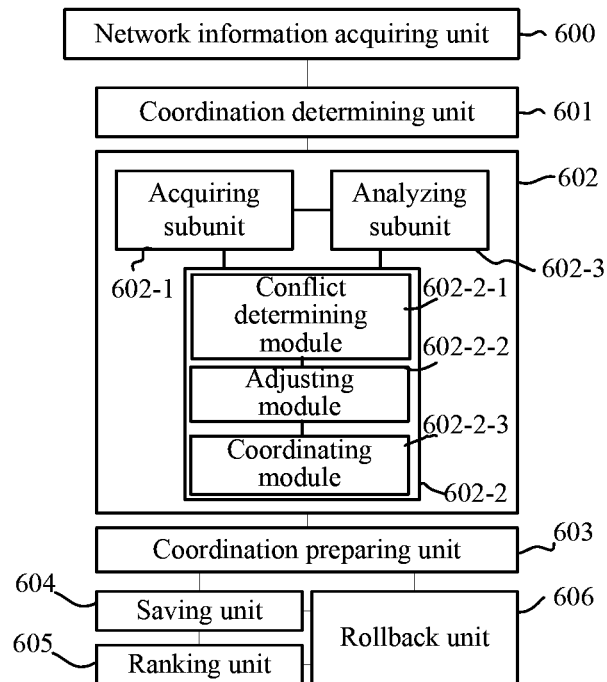 Network information acquiring unit
600
Coordination determining unit
601
602
Acquiring
subunit
Analyzing
subunit
602-1
602-3
Conflict
determining
module
602-2-1
602-2-2
Adjusting
module
602-2-3
Coordinating
module
602-2
Coordination preparing unit
603
604
Saving unit
606
Rollback unit
605
Ranking unit